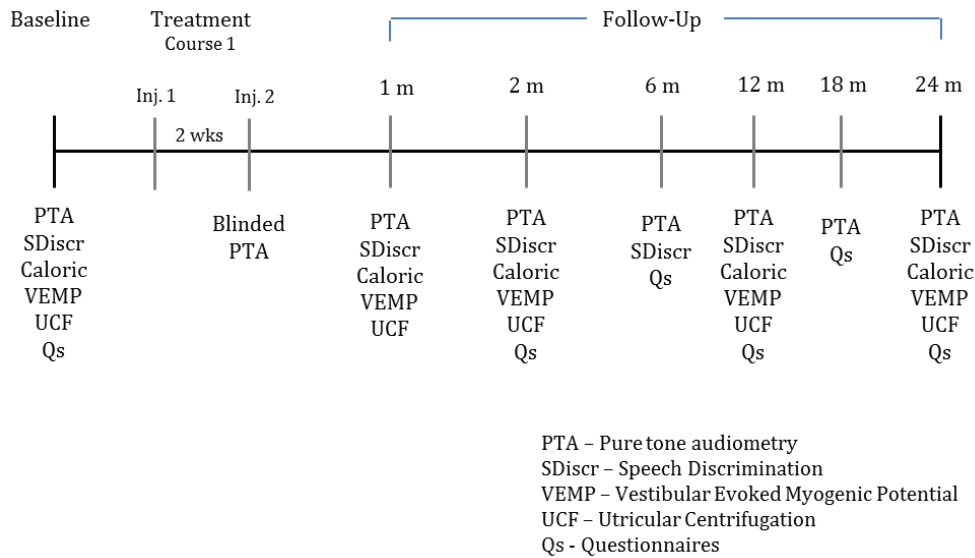 Baseline
Treatment
Course 1
Follow-Up
Inj. 1
Inj. 2
2 wks
1 m
2 m
6 m
12 m
18 m
24 m
PTA
SDiscr
Caloric
VEMP
UCF
Qs
Blinded
PTA
PTA
SDiscr
Caloric
VEMP
UCF
PTA
SDiscr
Caloric
VEMP
UCF
Qs
PTA
SDiscr
Qs
PTA
SDiscr
Caloric
VEMP
UCF
Qs
PTA
Qs
PTA
SDiscr
Caloric
VEMP
UCF
Qs
PTA – Pure tone audiometry
SDiscr – Speech Discrimination
VEMP – Vestibular Evoked Myogenic Potential
UCF – Utricular Centrifugation
Qs - Questionnaires